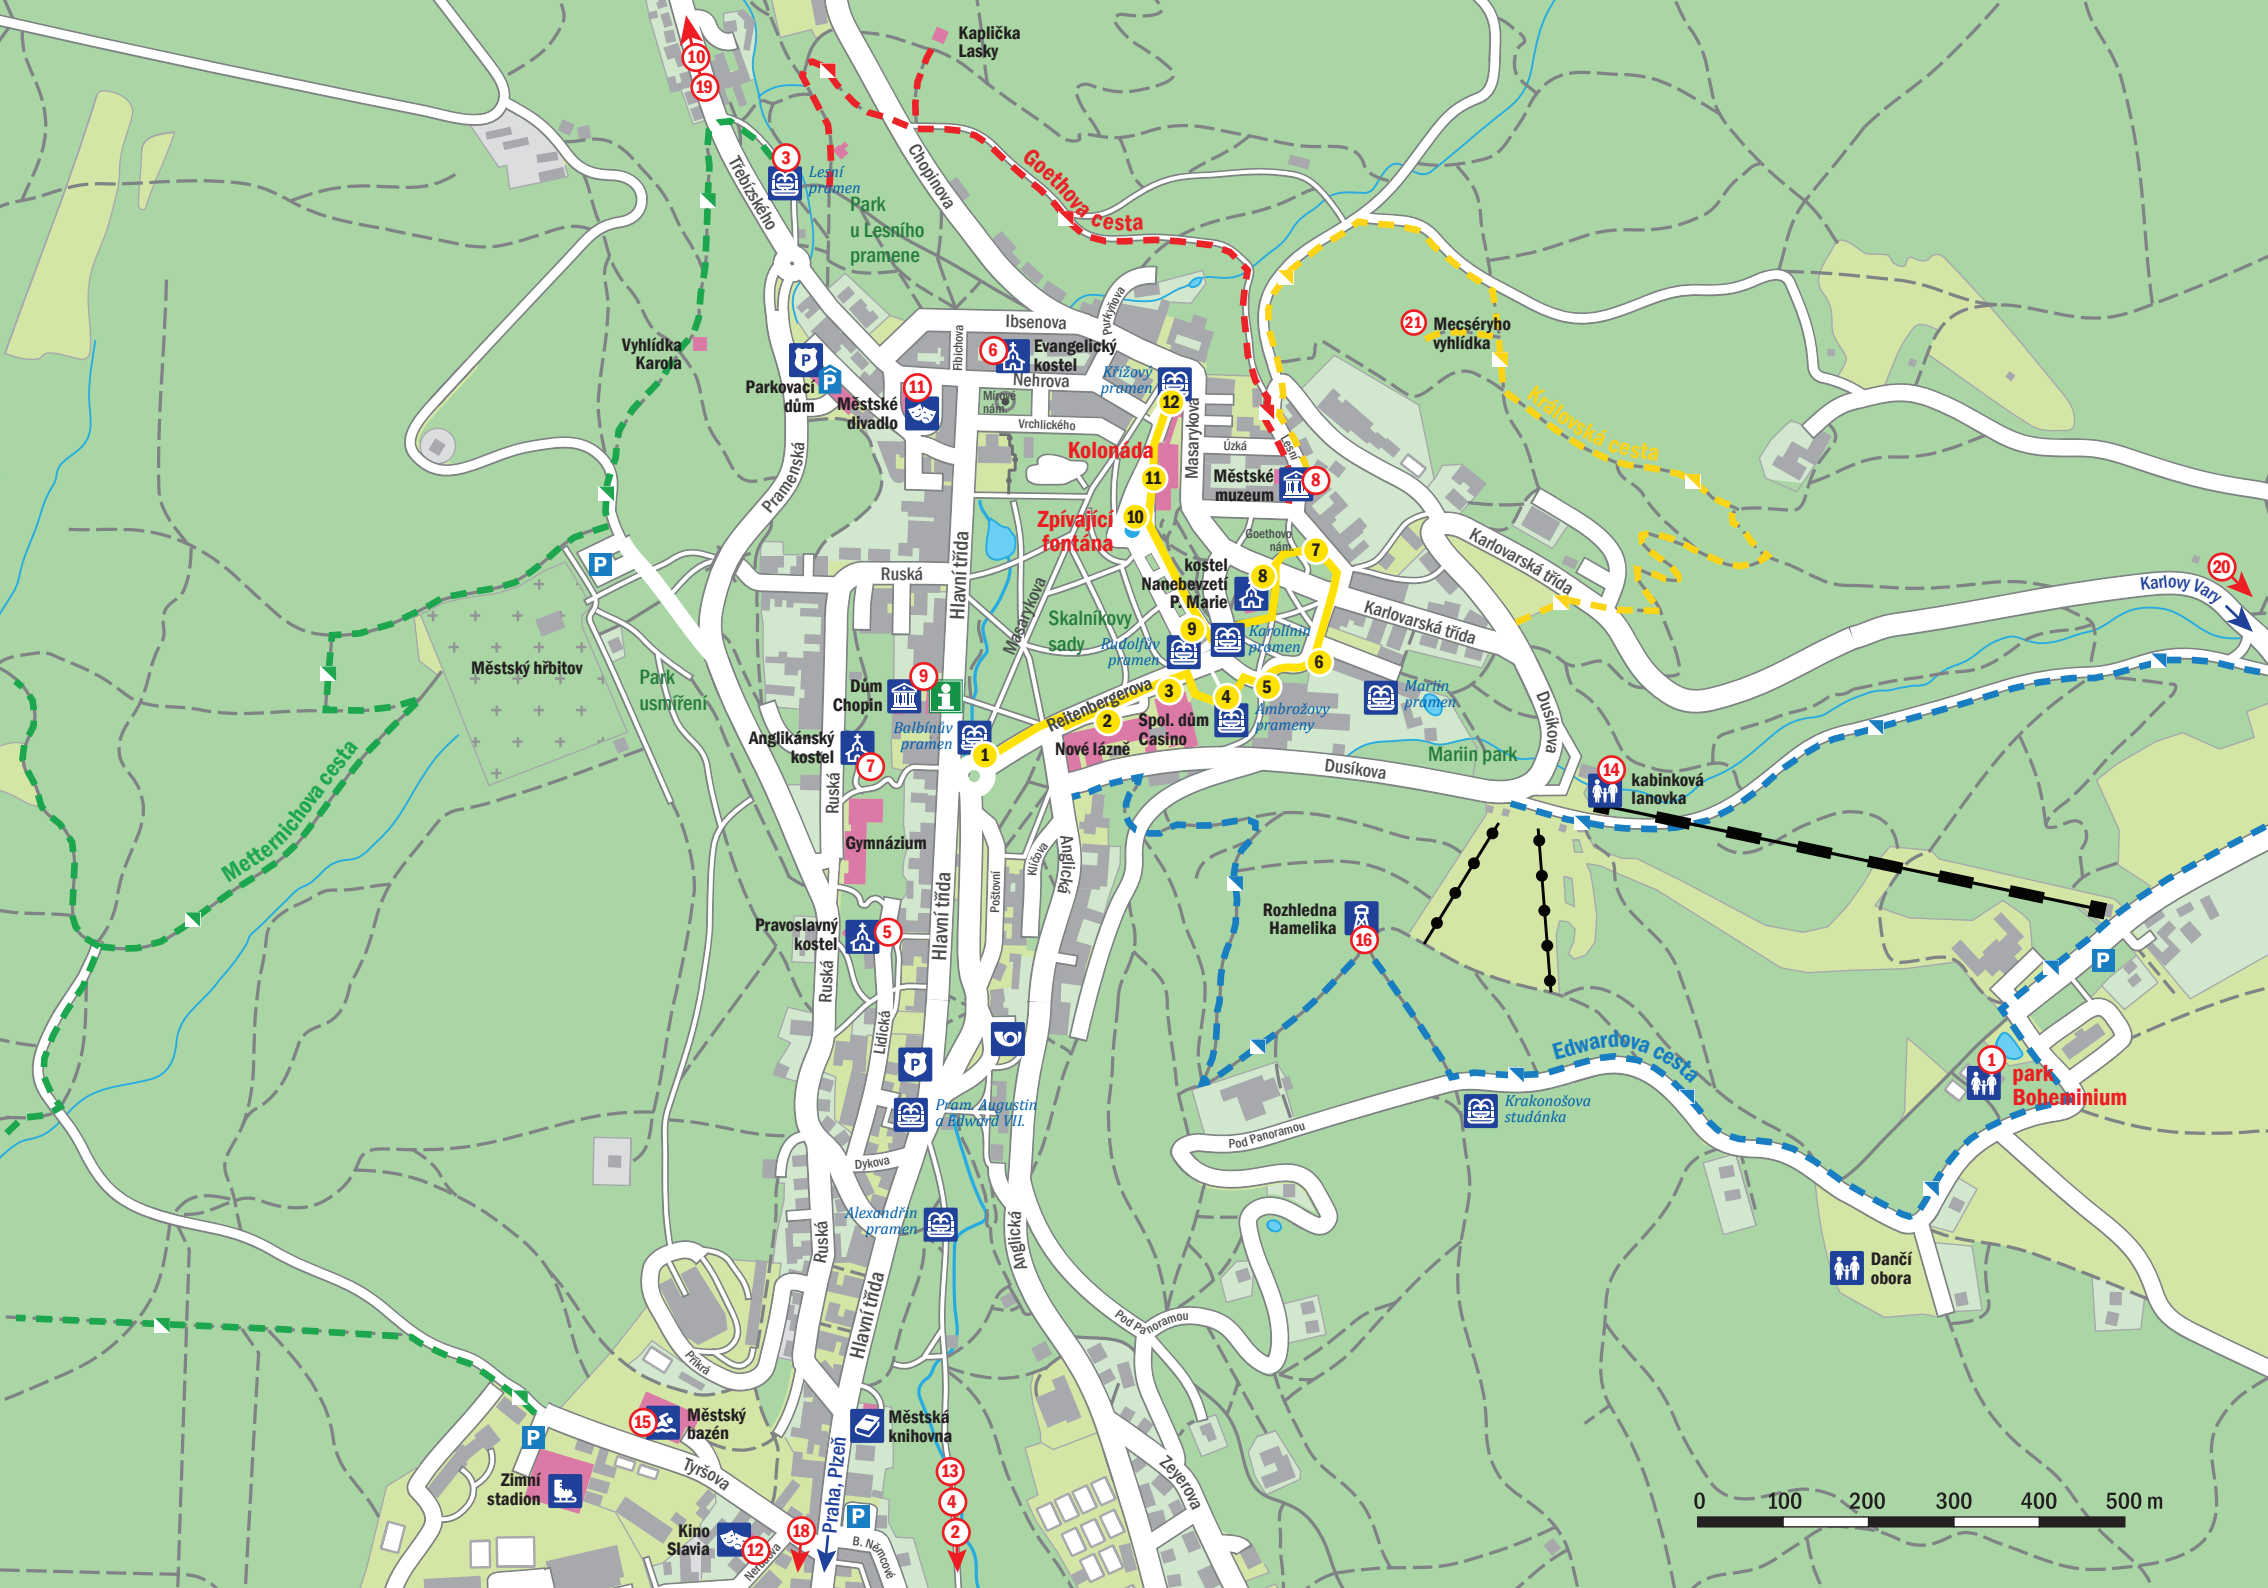 Kaplička
Lasky
10
19
3
Lesní
pramen
Třebízského
Chopinova
Goethova cesta
Park
u Lesního
pramene
Ibsenova
Purkyňova
Fibichova
21
Mecséryho
vyhlídka
Vyhlídka
Karola
6
Evangelický
kostel
P
P
Parkovací
dům
Křížový
pramen
Nehrova
11
Městské
divadlo
Mírové
nám.
12
Vrchlického
Masarykova
Královská cesta
Kolonáda
Úzká
Lesní
Pramenská
11
Městské
muzeum
8
Zpívající
fontána
10
Goethovo
nám.
7
Karlovarská třída
P
Ruská
Hlavní třída
kostel
Nanebevzetí
P. Marie
8
20
Karlovy Vary
Masarykova
Skalníkovy
sady
Karlovarská třída
9
Rudolfův
pramen
Karolínin
pramen
6
Městský hřbitov
Park
usmíření
Dům
Chopin
9
Reitenbergerova
3
4
5
Mariin
pramen
Dusíkova
2
Balbínův
pramen
Spol. dům
Casino
Ambrožovy
prameny
Anglikánský
kostel
7
1
Nové lázně
Mariin park
Dusíkova
14
kabinková
lanovka
Metternichova cesta
Ruská
Gymnázium
Hlavní třída
Poštovní
Klíčova
Anglická
Pravoslavný
kostel
5
Rozhledna
Hamelika
16
P
Ruská
Lidická
P
Edwardova cesta
1
park
Boheminium
Pram. Augustin
a Edward VII.
Krakonošova
studánka
Pod Panoramou
Dykova
Alexandřin
pramen
Ruská
Anglická
Dančí
obora
Hlavní třída
Pod Panoramou
Příkrá
15
Městský
bazén
Městská
knihovna
P
Tyršova
Zimní
stadion
Praha, Plzeň
13
4
2
Zeyerova
P
Kino
Slavia
12
18
Nerudova
B. Němcové
0 100 200 300 400 500 m